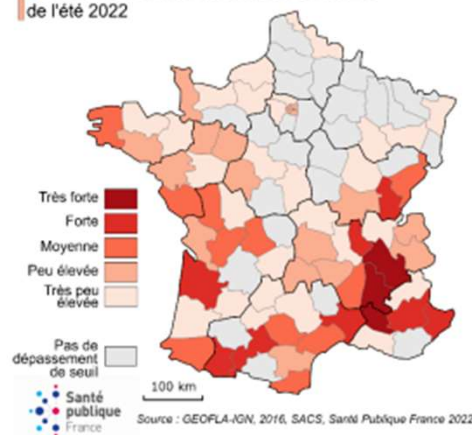 de l'été 2022
Très forte
Forte
Moyenne
Peu élevée
Très peu
élevée
Pas de
dépassement
de seuil
100 km
Santé
publique
France
Source : GEOFLA-IGN, 2016, SACS, Santé Publique France 2022